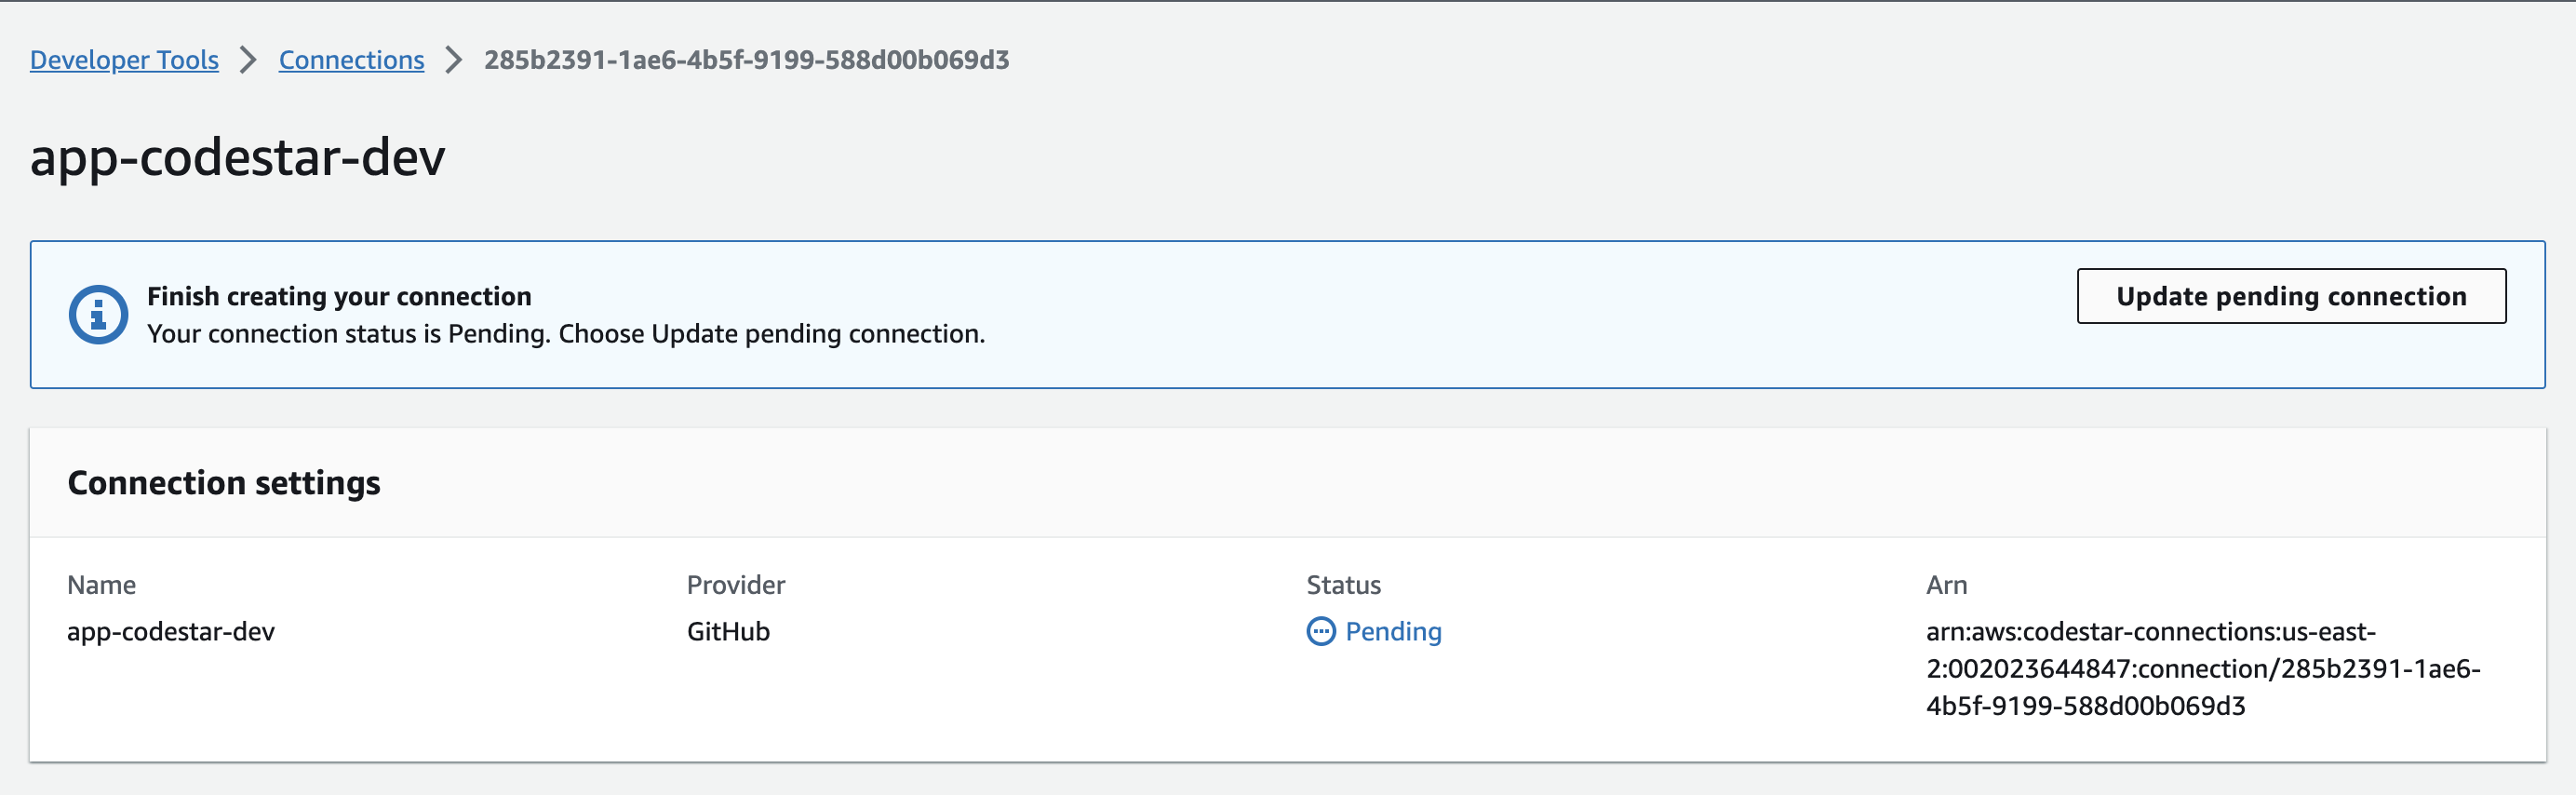 Developer Tools > Connections > 285b2391-1ae6-4b5f-9199-588d00b069d3
app-codestar-dev
Finish creating your connection
Your connection status is Pending. Choose Update pending connection.
Update pending connection
Connection settings
Name
app-codestar-dev
Provider
GitHub
Status
Pending
Arn
arn:aws:codestar-connections:us-east-
2:002023644847:connection/285b2391-1ae6-
4b5f-9199-588d00b069d3